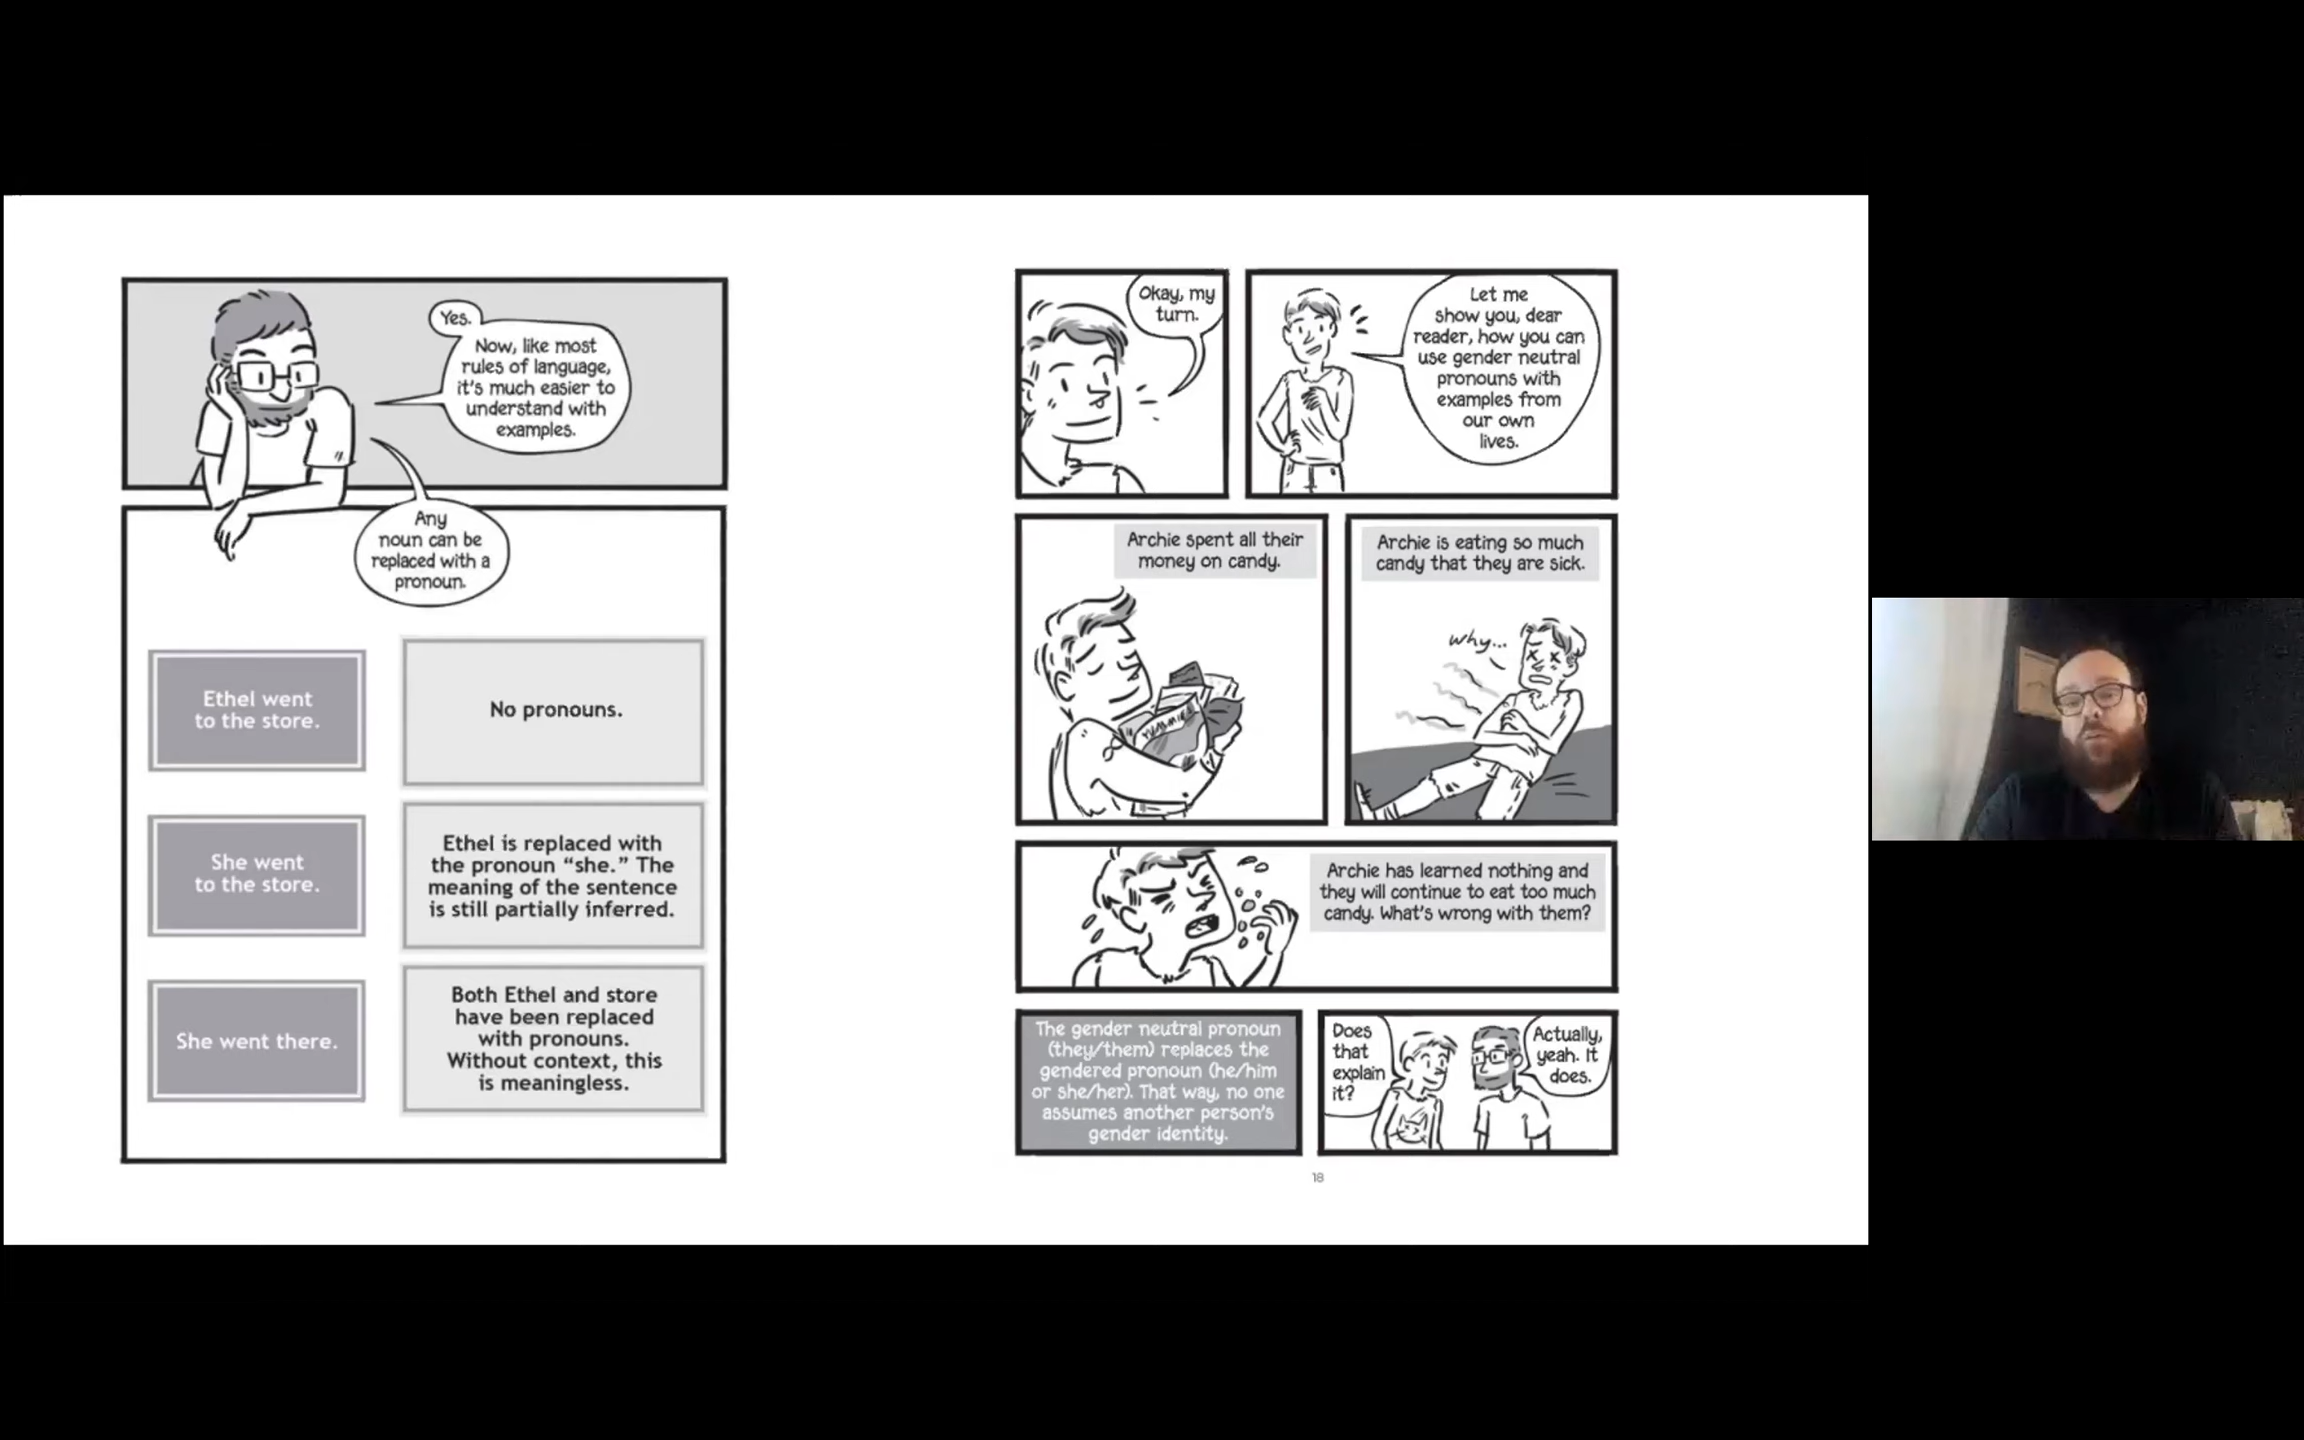 Yes.
Now, like most
rules of language,
it's much easier to
understand with
examples.
Any
noun can be
replaced with a
pronoun.
Ethel went
to the store.
No pronouns.
She went
to the store.
Ethel is replaced with
the pronoun “she.” The
meaning of the sentence
is still partially inferred.
She went there.
Both Ethel and store
have been replaced
with pronouns.
Without context, this
is meaningless.
Okay, my
turn.
Let me
show you, dear
reader, how you can
use gender neutral
pronouns with
examples from
our own
lives.
Archie spent all their
money on candy.
Archie is eating so much
candy that they are sick.
why...
Archie has learned nothing and
they will continue to eat too much
candy. What's wrong with them?
The gender neutral pronoun
(they/them) replaces the
gendered pronoun (he/him
or she/her). That way, no one
assumes another person's
gender identity.
Does
that
explain
it?
Actually,
yeah. It
does.
18